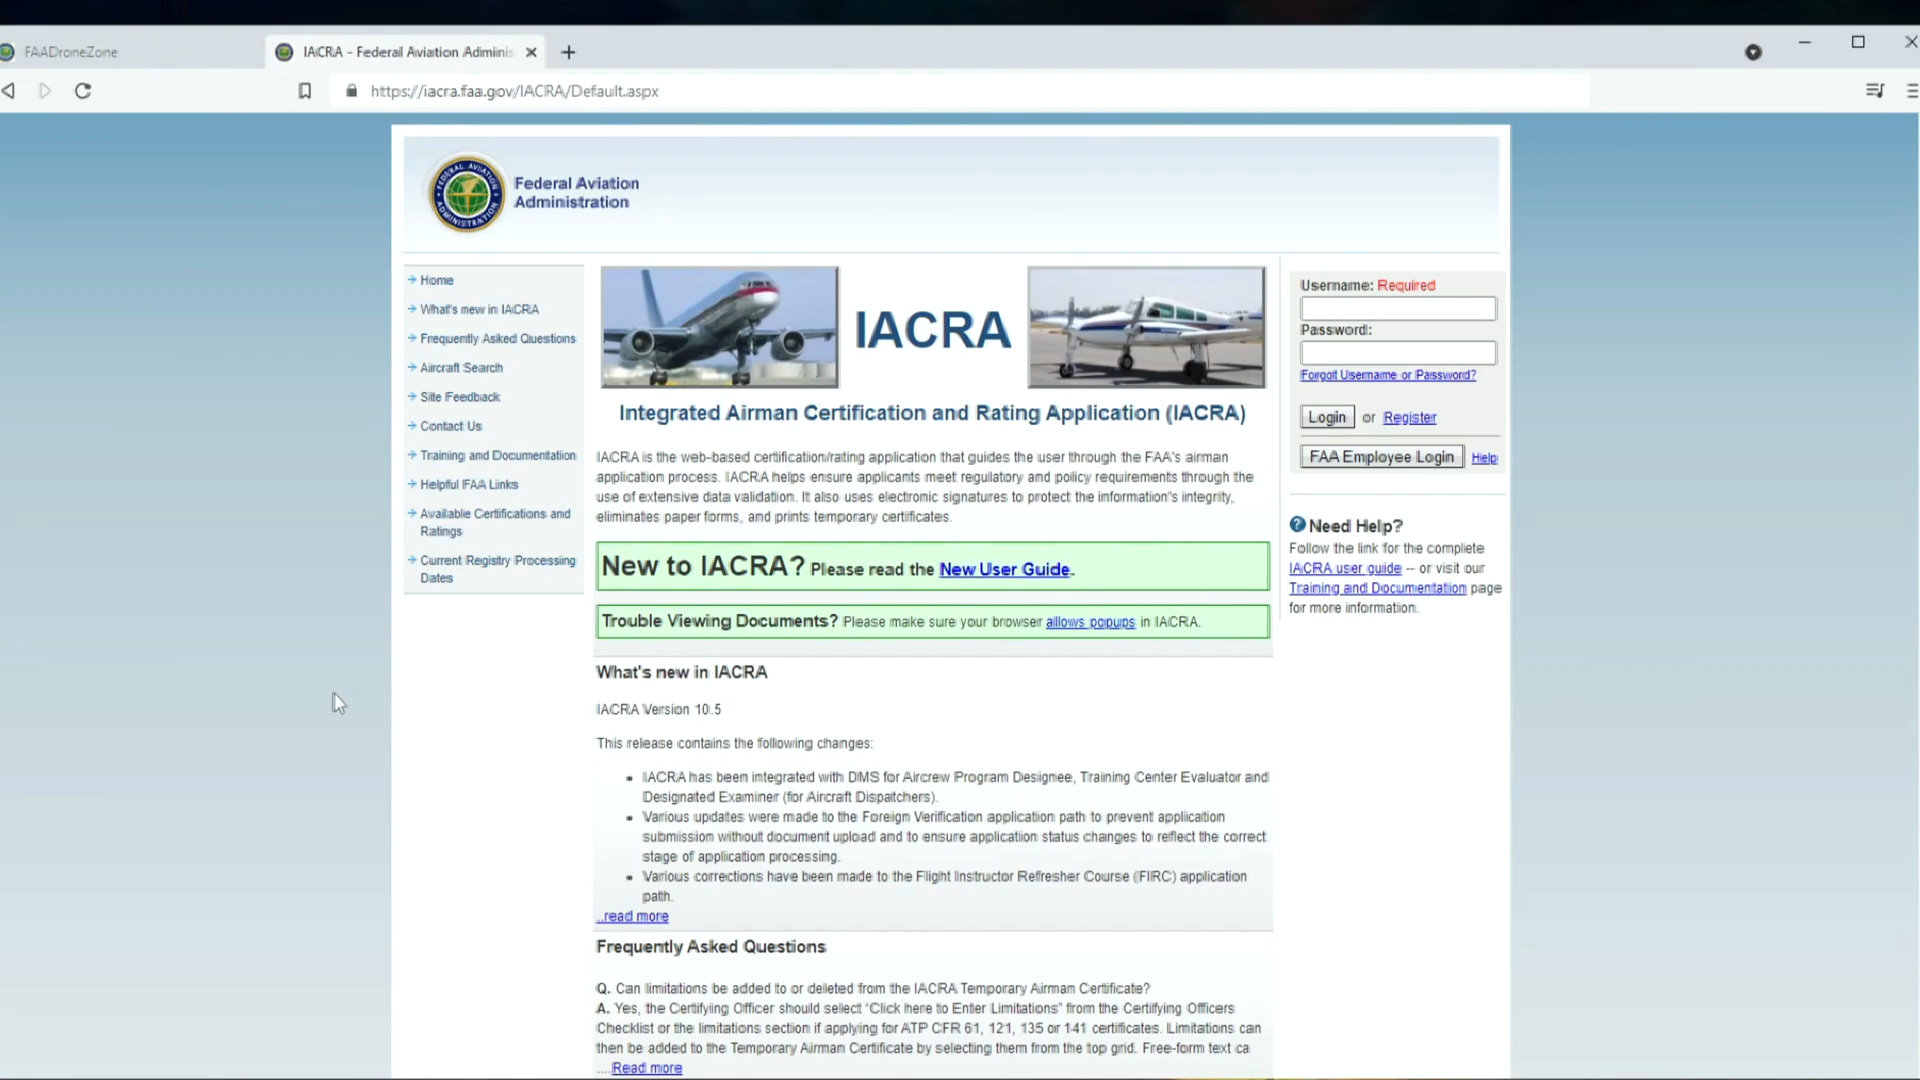 FAADroneZone
IACRA - Federal Aviation Adminis
https://iacra.faa.gov/IACRA/Default.aspx
Federal Aviation
Administration
Home
What's new in IACRA
Frequently Asked Questions
Aircraft Search
Site Feedback
Contact Us
Training and Documentation
Helpful FAA Links
Available Certifications and
Ratings
Current Registry Processing
Dates
IACRA
Integrated Airman Certification and Rating Application (IACRA)
IACRA is the web-based certification/rating application that guides the user through the FAA's airman
application process. IACRA helps ensure applicants meet regulatory and policy requirements through the
use of extensive data validation. It also uses electronic signatures to protect the information's integrity,
eliminates paper forms, and prints temporary certificates.
New to IACRA? Please read the New User Guide.
Trouble Viewing Documents? Please make sure your browser allows popups in IACRA.
What's new in IACRA
IACRA Version 10.5
This release contains the following changes:
IACRA has been integrated with DMS for Aircrew Program Designee, Training Center Evaluator and
Designated Examiner (for Aircraft Dispatchers).
Various updates were made to the Foreign Verification application path to prevent application
submission without document upload and to ensure application status changes to reflect the correct
stage of application processing.
Various corrections have been made to the Flight Instructor Refresher Course (FIRC) application
path.
..read more
Frequently Asked Questions
Q. Can limitations be added to or deleted from the IACRA Temporary Airman Certificate?
A. Yes, the Certifying Officer should select "Click here to Enter Limitations" from the Certifying Officers
Checklist or the limitations section if applying for ATP CFR 61, 121, 135 or 141 certificates. Limitations can
then be added to the Temporary Airman Certificate by selecting them from the top grid. Free-form text ca
....Read more
Username: Required
Password:
Forgot Username or Password?
Login or Register
FAA Employee Login Help
? Need Help?
Follow the link for the complete
IACRA user guide -- or visit our
Training and Documentation page
for more information.
FEDERAL AVIATION
ADMINISTRATION